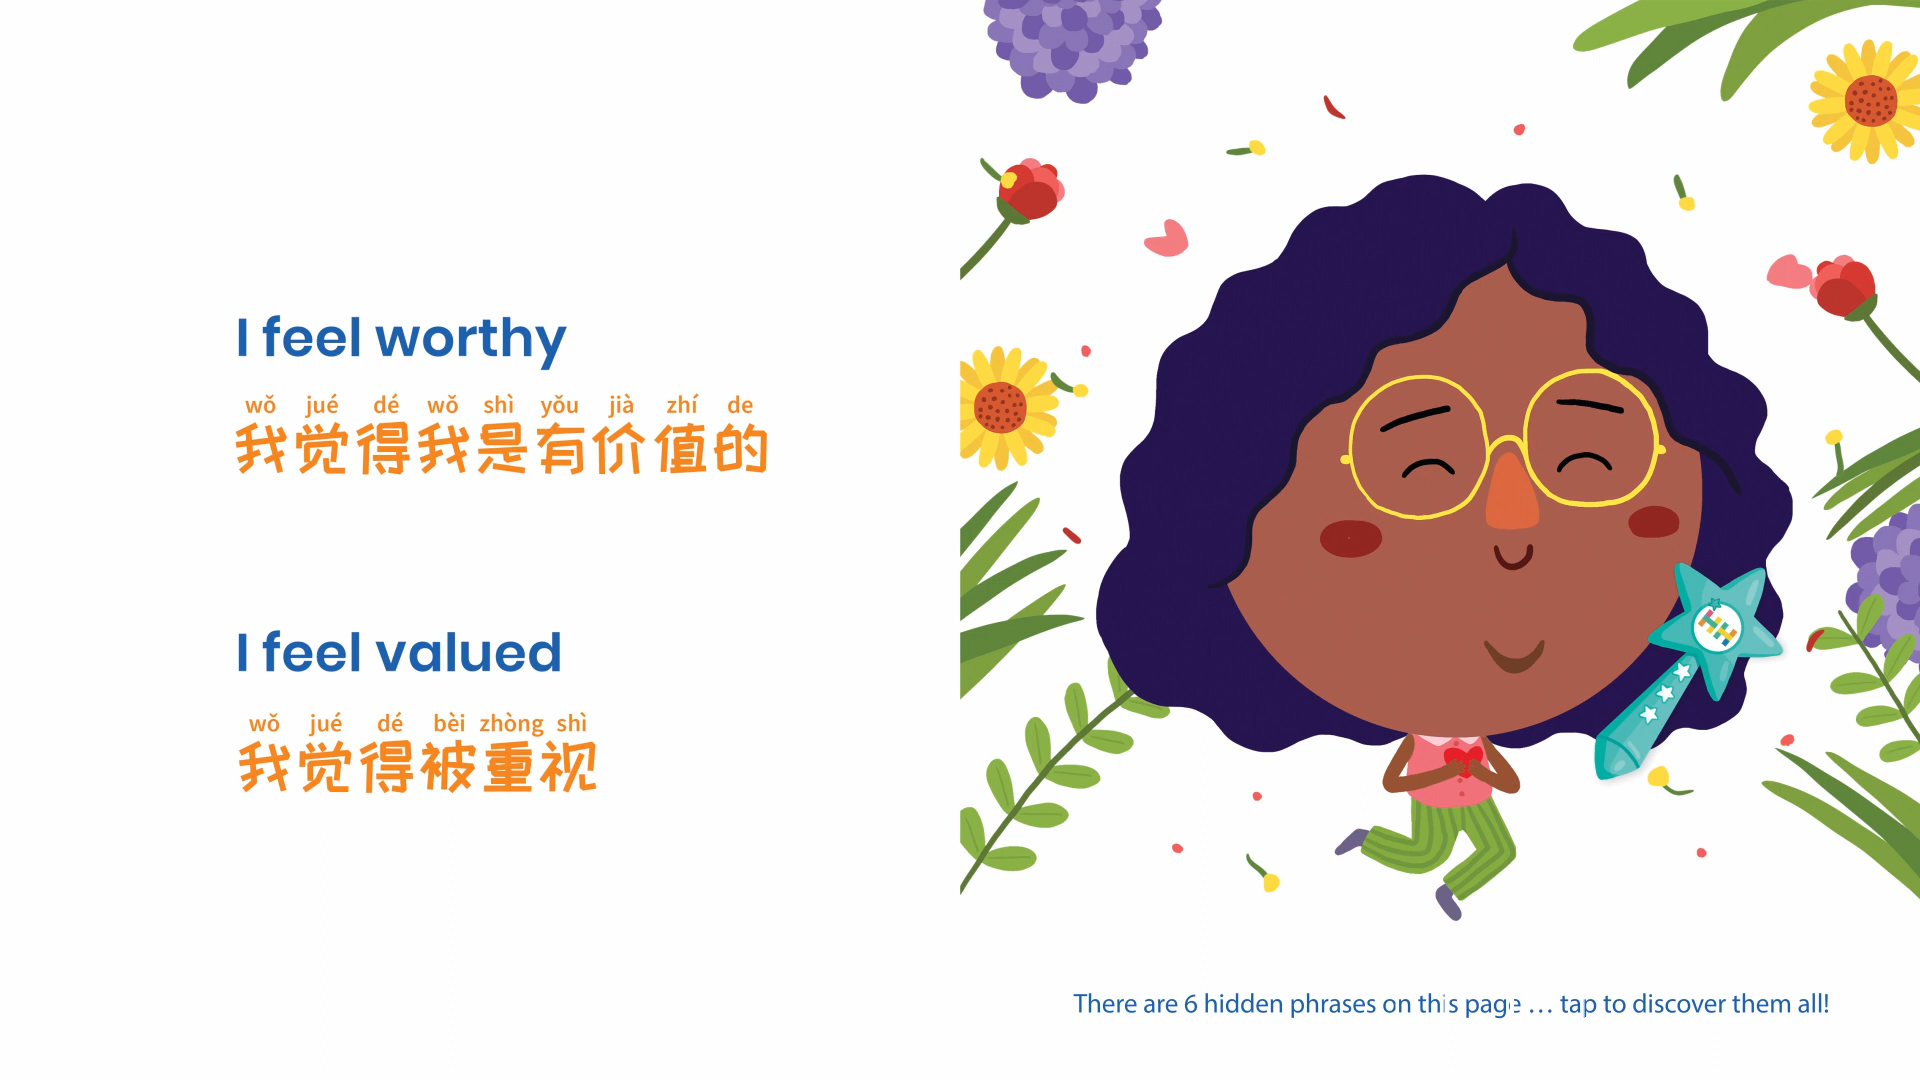 I feel worthy
wǒ jué dé wǒ shì yǒu jià zhí de
我觉得我是有价值的
I feel valued
wǒ jué dé bèi zhòng shì
我觉得被重视
There are 6 hidden phrases on this page ... tap to discover them all!